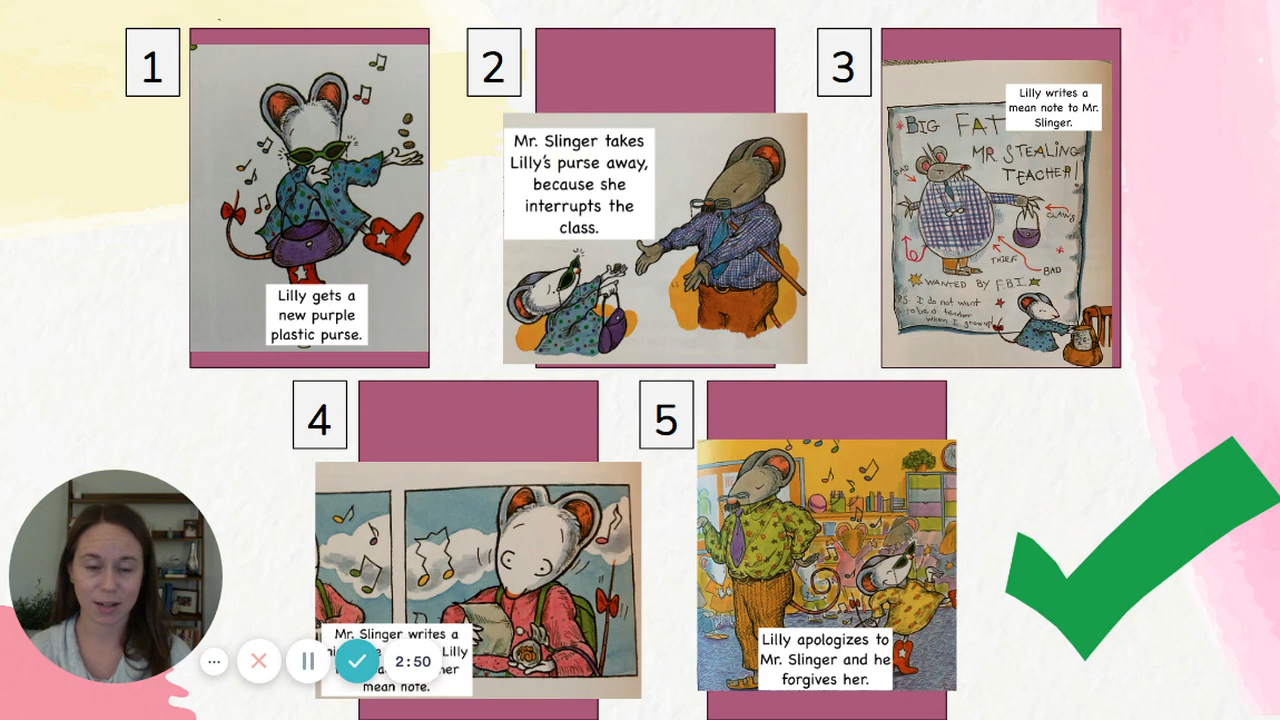 1
Lilly gets a
new purple
plastic purse.
2
Mr. Slinger takes
Lilly's purse away,
because she
interrupts the
class.
3
Lilly writes a
mean note to Mr.
Slinger.
BIG FAT
MR. STEALING
TEACHER!
BAD
CLAWS
THIEF
BAD
WANTED BY F.B.I.
P.S. I do not want
to be a teacher
when I grow up!
4
Mr. Slinger writes a
Lilly
her
mean note.
5
Lilly apologizes to
Mr. Slinger and he
forgives her.
2:50